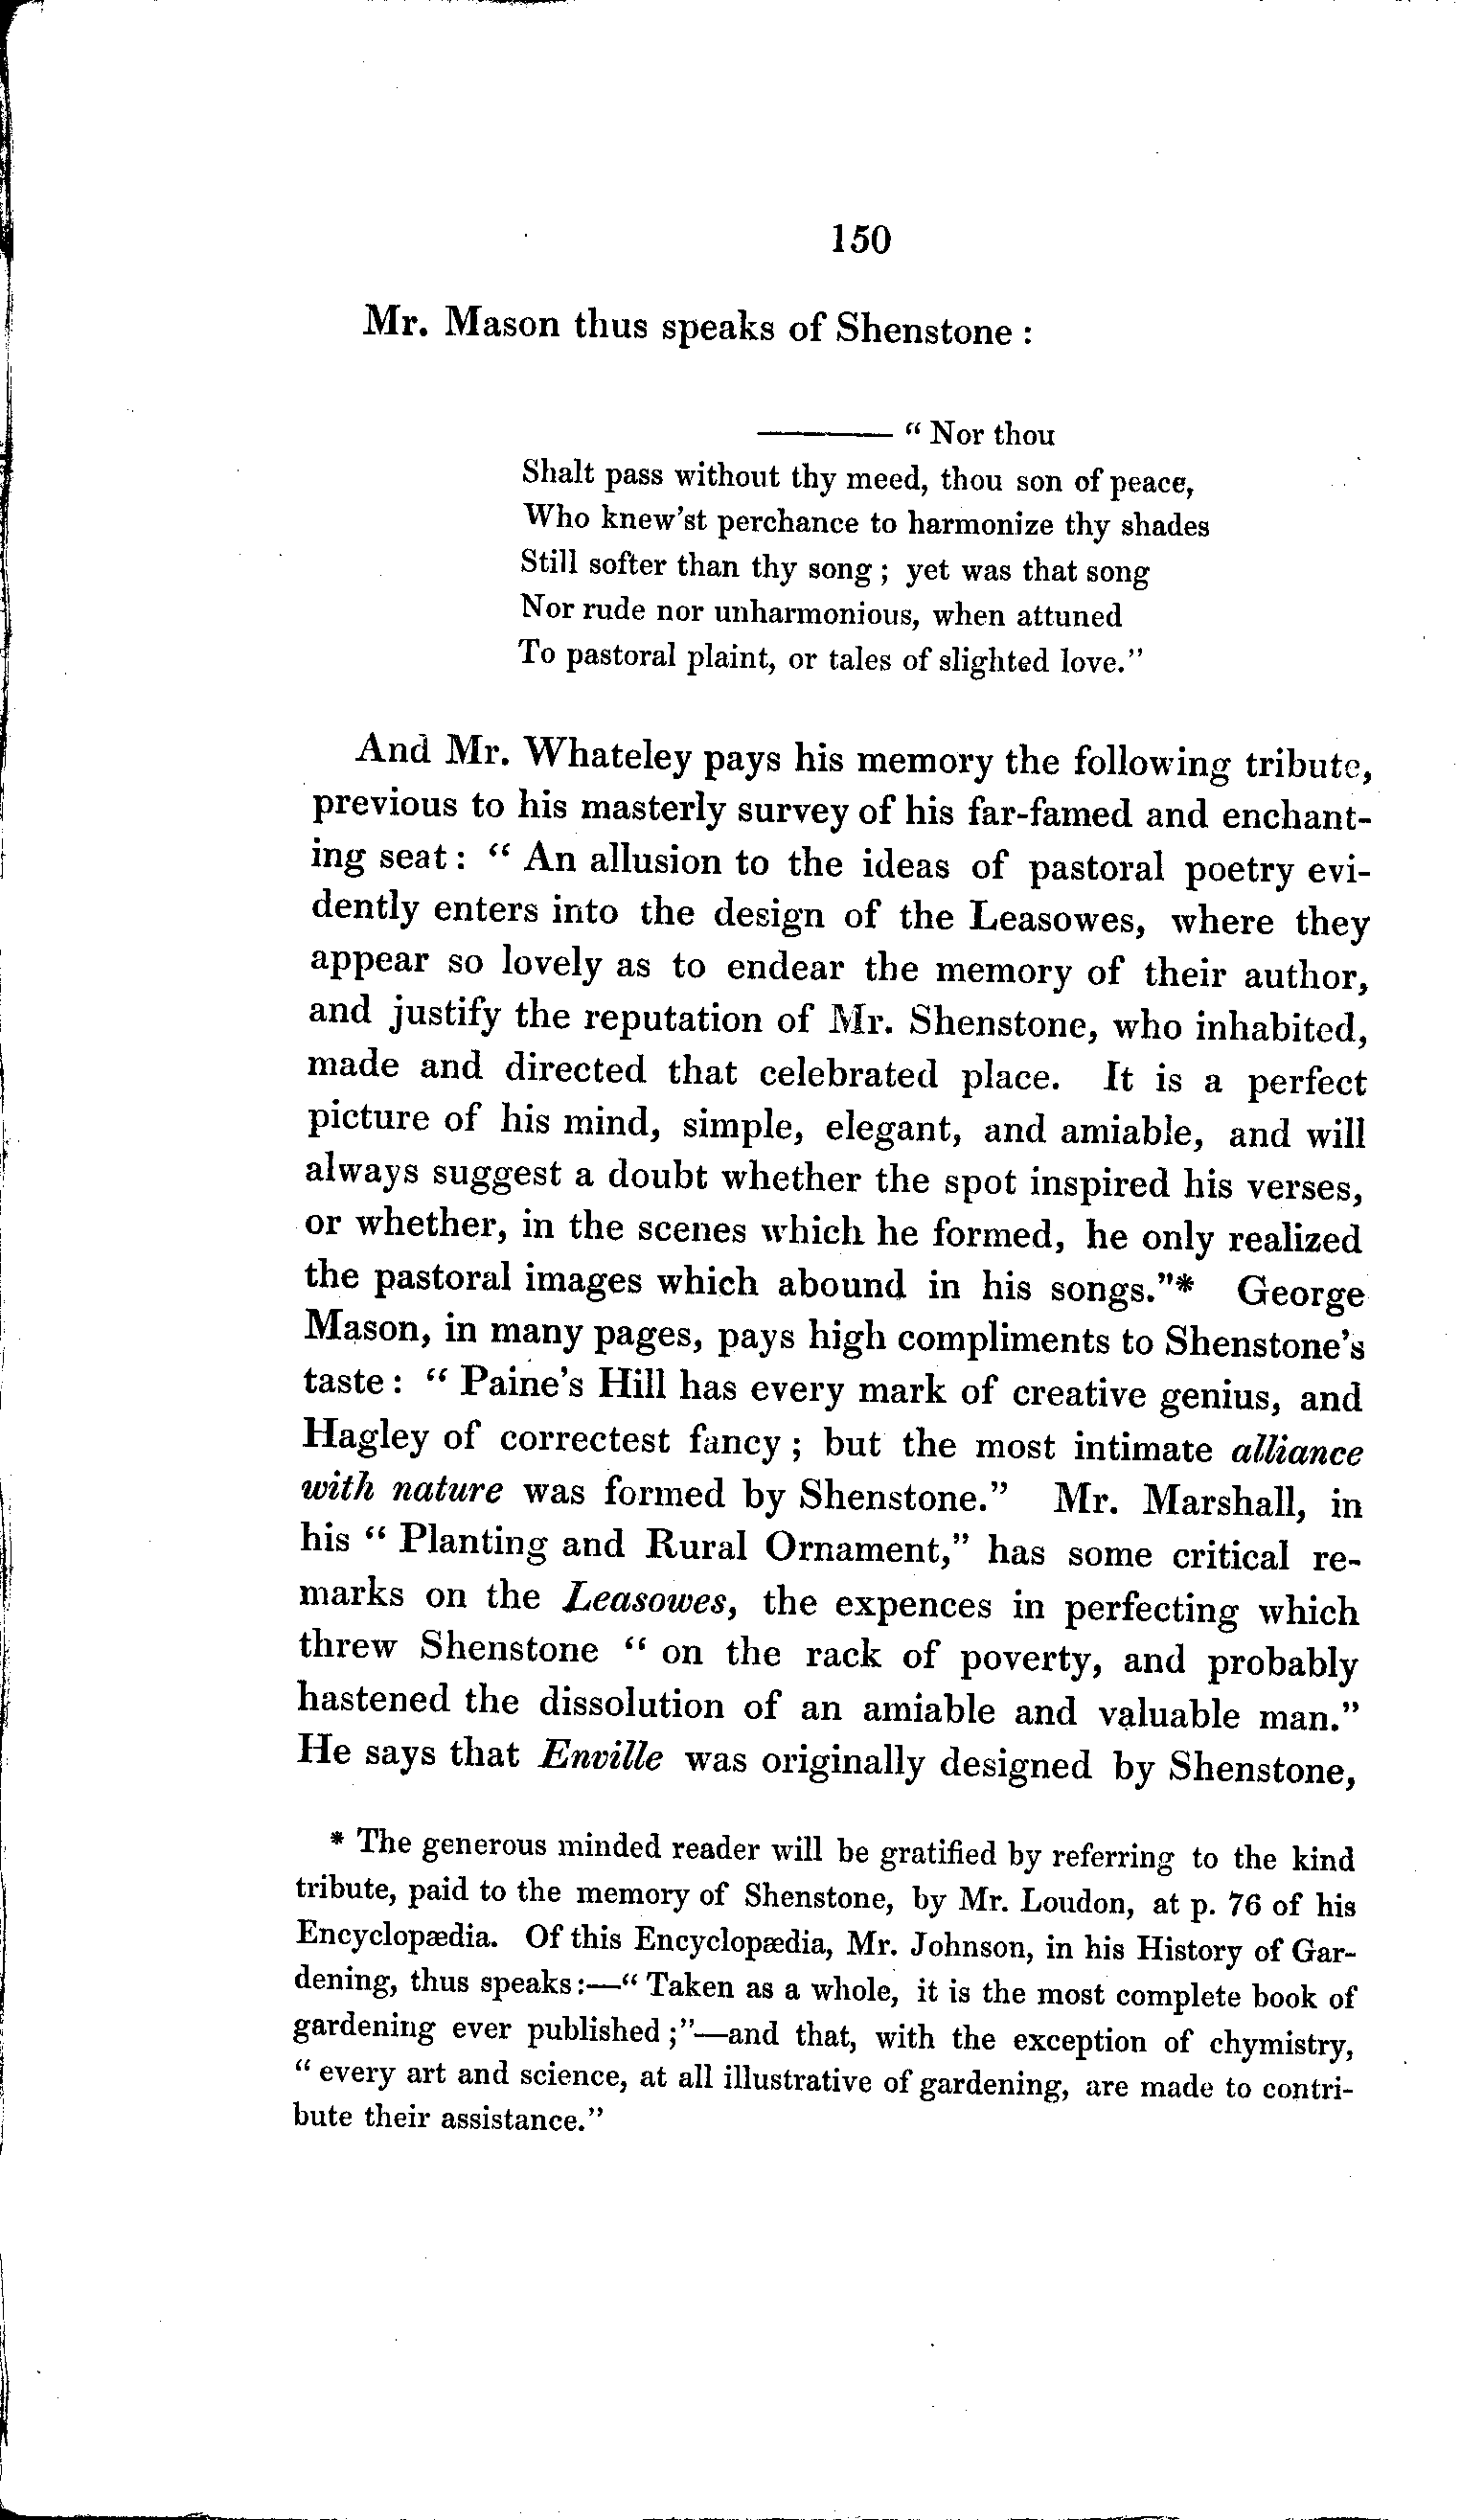 150
Mr. Mason thus speaks of Shenstone :
——— “ Nor thou
Shalt pass without thy meed, thou son of peace,
Who knew'st perchance to harmonize thy shades
Still softer than thy song ; yet was that song
Nor rude nor unharmonious, when attuned
To pastoral plaint, or tales of slighted love.”
And Mr. Whateley pays his memory the following tribute,
previous to his masterly survey of his far-famed and enchant-
ing seat : “ An allusion to the ideas of pastoral poetry evi-
dently enters into the design of the Leasowes, where they
appear so lovely as to endear the memory of their author,
and justify the reputation of Mr. Shenstone, who inhabited,
made and directed that celebrated place. It is a perfect
picture of his mind, simple, elegant, and amiable, and will
always suggest a doubt whether the spot inspired his verses,
or whether, in the scenes which he formed, he only realized
the pastoral images which abound in his songs.”* George
Mason, in many pages, pays high compliments to Shenstone's
taste : “ Paine's Hill has every mark of creative genius, and
Hagley of correctest fancy ; but the most intimate alliance
with nature was formed by Shenstone.” Mr. Marshall, in
his “ Planting and Rural Ornament,” has some critical re-
marks on the Leasowes, the expences in perfecting which
threw Shenstone “ on the rack of poverty, and probably
hastened the dissolution of an amiable and valuable man.”
He says that Enville was originally designed by Shenstone,
* The generous minded reader will be gratified by referring to the kind
tribute, paid to the memory of Shenstone, by Mr. Loudon, at p. 76 of his
Encyclopædia. Of this Encyclopædia, Mr. Johnson, in his History of Gar-
dening, thus speaks :—“ Taken as a whole, it is the most complete book of
gardening ever published ;”—and that, with the exception of chymistry,
“ every art and science, at all illustrative of gardening, are made to contri-
bute their assistance.”